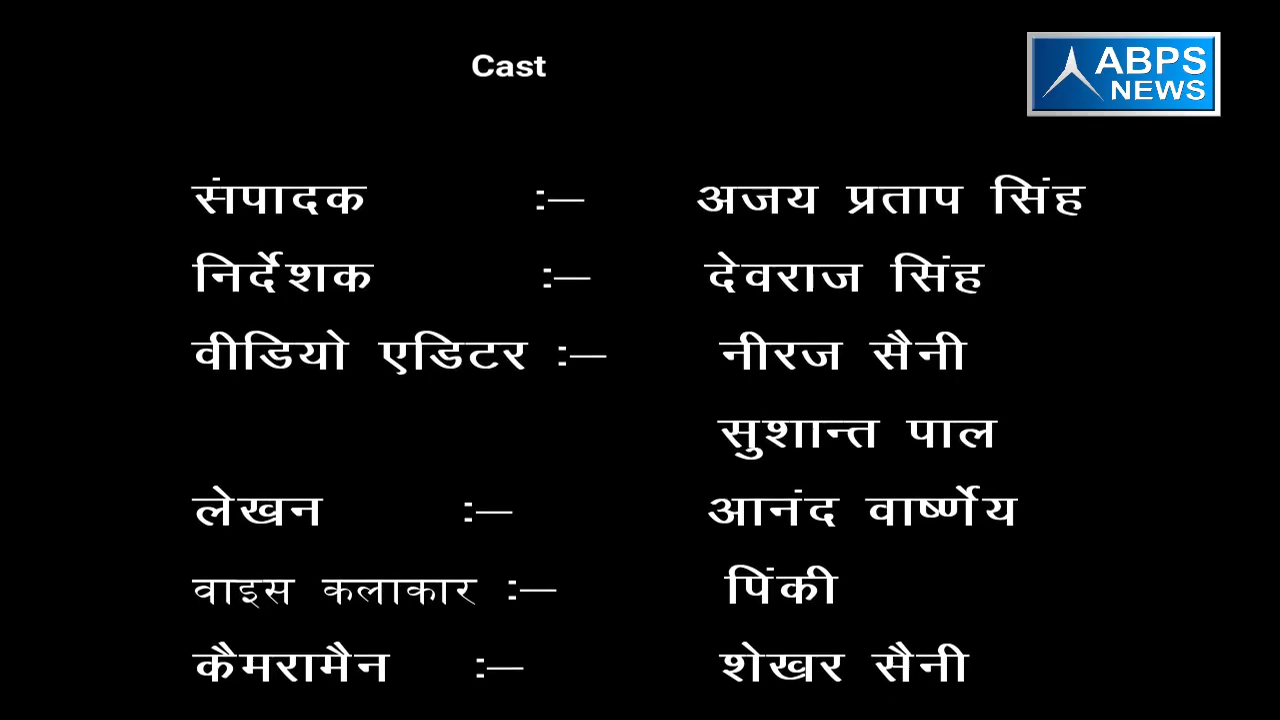 Cast
ABPS
NEWS
संपादक :— अजय प्रताप सिंह
निर्देशक :— देवराज सिंह
वीडियो एडिटर :— नीरज सैनी
सुशान्त पाल
लेखन :— आनंद वार्ष्णेय
वाइस कलाकार :— पिंकी
कैमरामैन :— शेखर सैनी